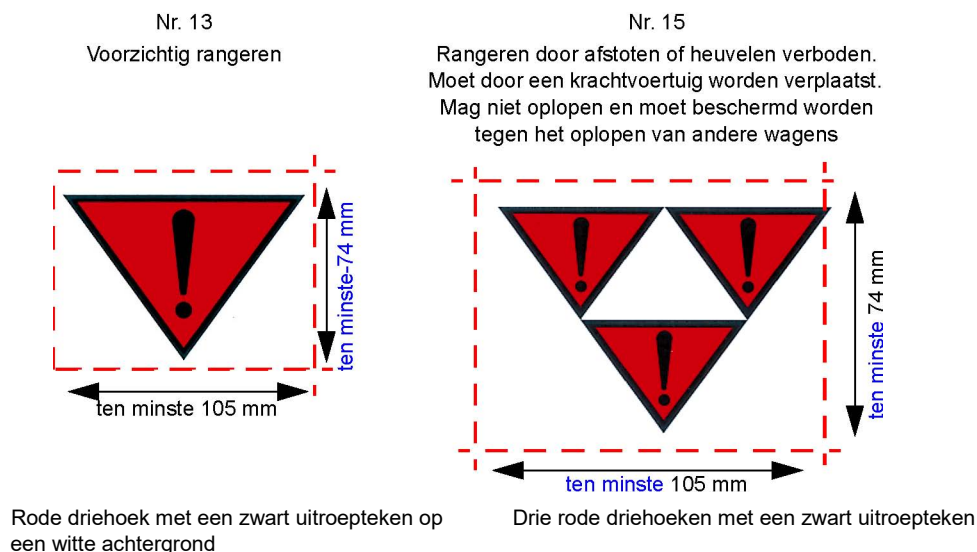 Nr. 13
Voorzichtig rangeren
ten minste-74 mm
ten minste 105 mm
Rode driehoek met een zwart uitroepteken op
een witte achtergrond
Nr. 15
Rangeren door afstoten of heuvelen verboden.
Moet door een krachtvoertuig worden verplaatst.
Mag niet oplopen en moet beschermd worden
tegen het oplopen van andere wagens
ten minste 74 mm
ten minste 105 mm
Drie rode driehoeken met een zwart uitroepteken